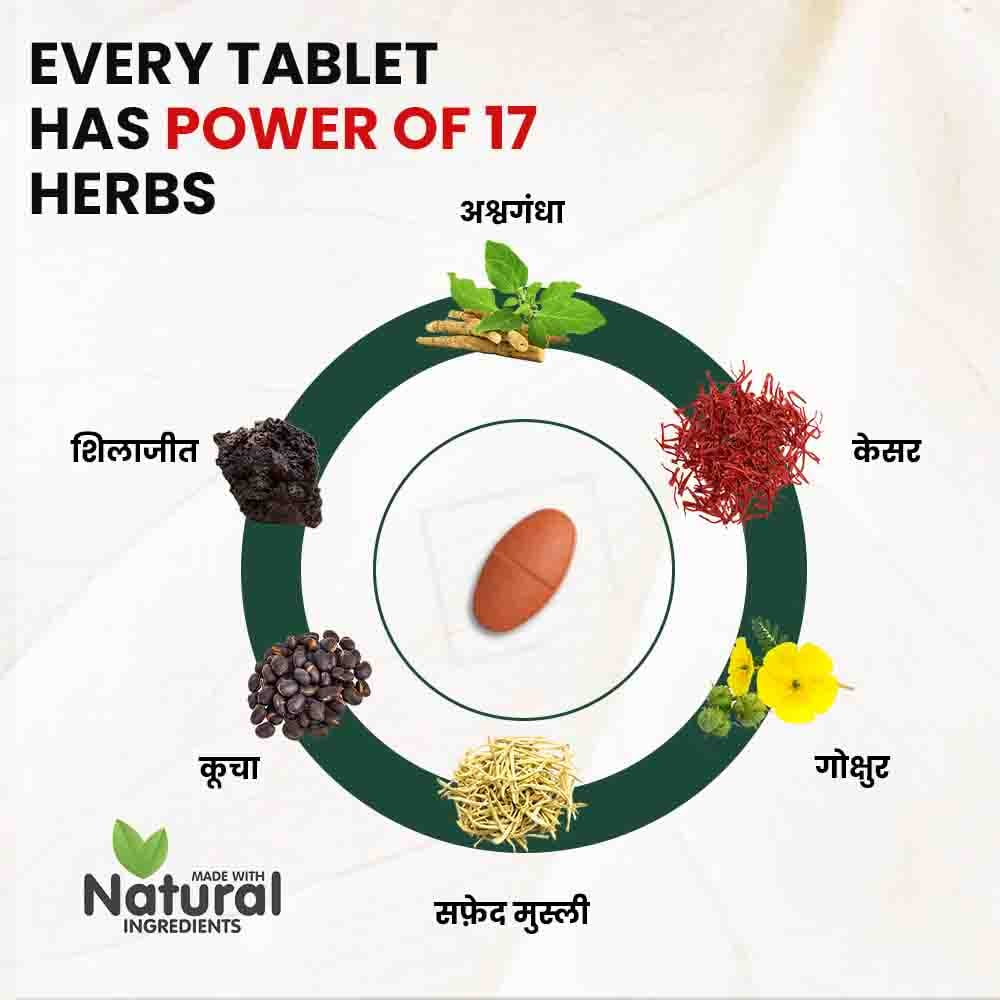 EVERY TABLET
HAS POWER OF 17
HERBS
अश्वगंधा
शिलाजीत
केसर
कूचा
गोक्षुर
सफ़ेद मुस्ली
MADE WITH
Natural
INGREDIENTS